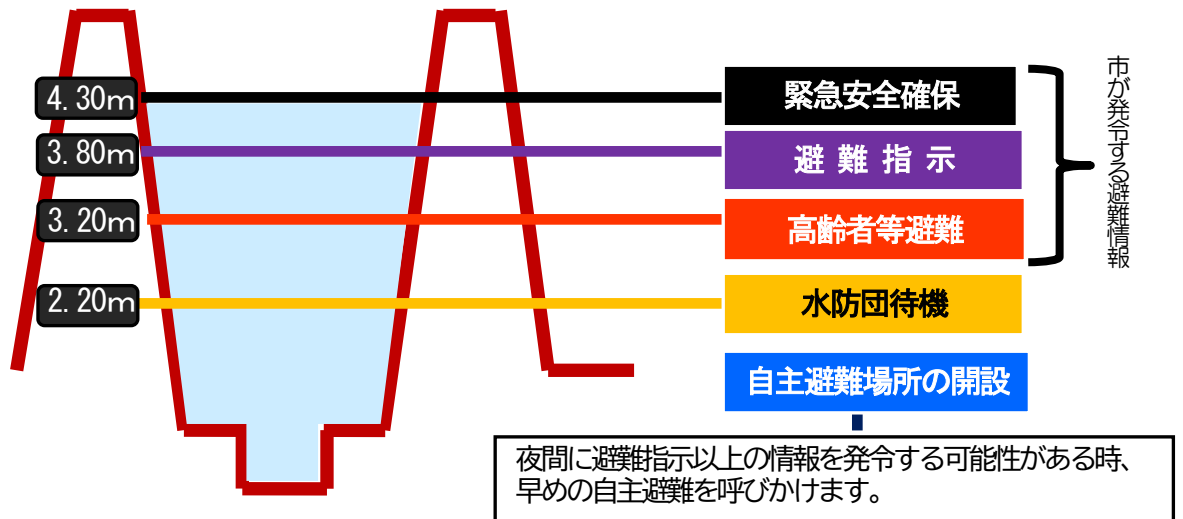 4.30m
緊急安全確保
3.80m
避難指示
3.20m
高齢者等避難
2.20m
水防団待機
自主避難場所の開設
市が発令する避難情報
夜間に避難指示以上の情報を発令する可能性がある時、
早めの自主避難を呼びかけます。